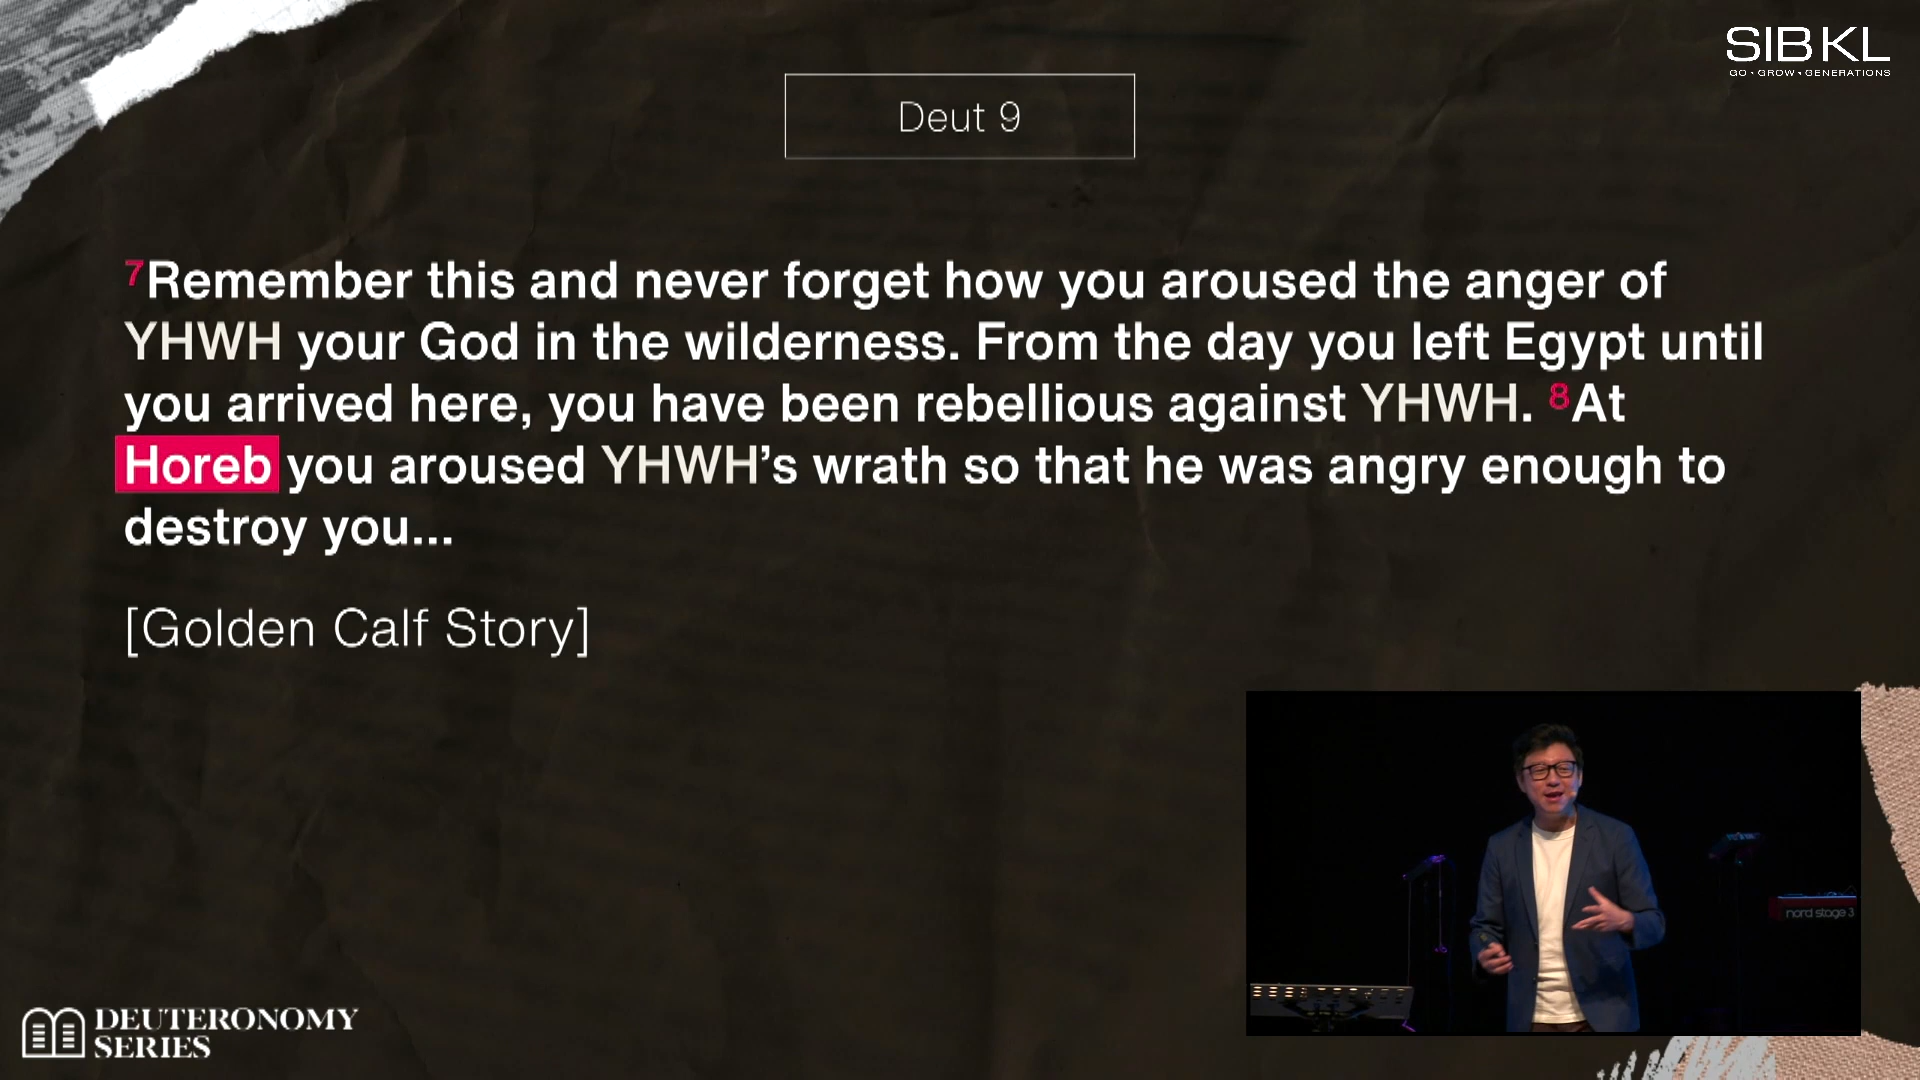 SIBKL
GO • GROW • GENERATIONS
Deut 9
7Remember this and never forget how you aroused the anger of
YHWH your God in the wilderness. From the day you left Egypt until
you arrived here, you have been rebellious against YHWH. 8At
Horeb you aroused YHWH’s wrath so that he was angry enough to
destroy you...
[Golden Calf Story]
nord stage 3
DEUTERONOMY
SERIES